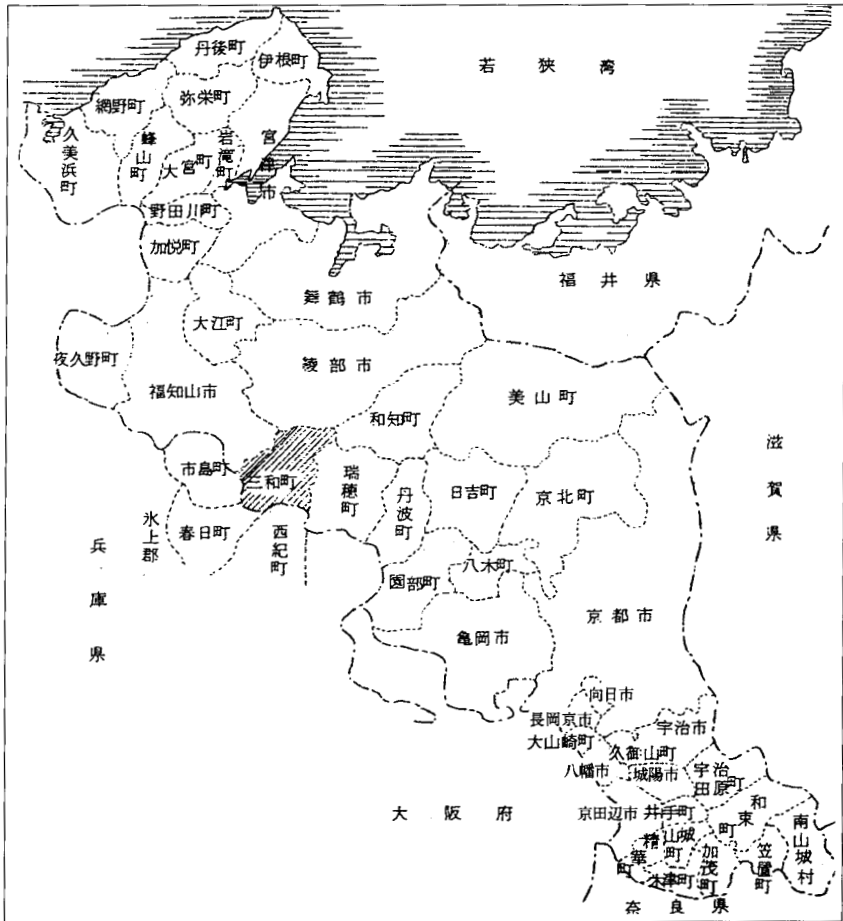 丹後町
伊根町
若狭湾
網野町
弥栄町
久美浜町
峰山町
大宮町
岩滝町
宮津市
野田川町
加悦町
福井県
舞鶴市
大江町
夜久野町
綾部市
福知山市
和知町
美山町
滋賀県
市島町
三和町
瑞穂町
丹波町
日吉町
京北町
氷上郡
春日町
西紀町
兵庫県
園部町
八木町
亀岡市
京都市
向日市
長岡京市
宇治市
大山崎町
久御山町
八幡市
城陽市
宇治田原町
大阪府
京田辺市
井手町
和束町
南山城村
精華町
山城町
加茂町
笠置町
木津町
奈良県